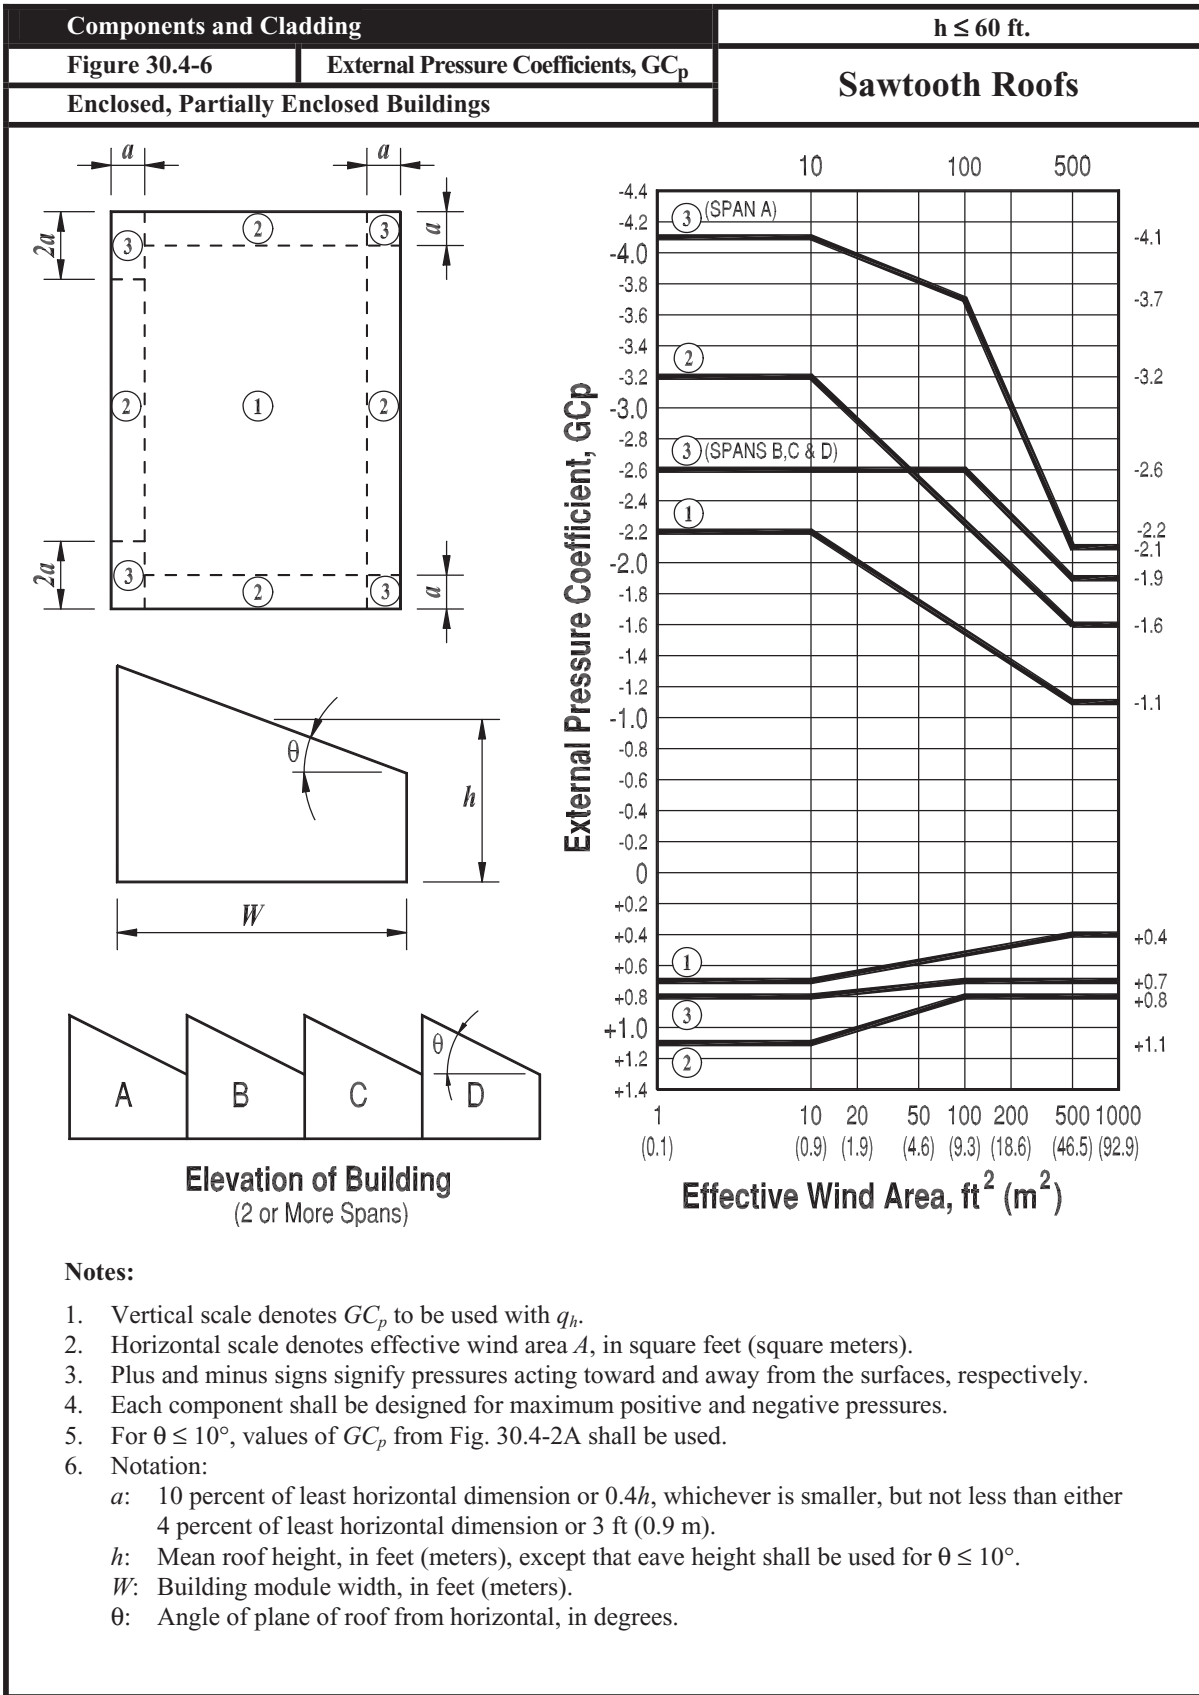 Components and Cladding
h ≤ 60 ft.
Figure 30.4-6
External Pressure Coefficients, GCp
Sawtooth Roofs
Enclosed, Partially Enclosed Buildings
a
a
3
2
3
a
2a
2
1
2
2a
3
2
3
a
θ
h
W
A
B
C
θ
D
Elevation of Building
(2 or More Spans)
10 100 500
External Pressure Coefficient, GCp
-4.4
-4.2
-4.0
-3.8
-3.6
-3.4
-3.2
-3.0
-2.8
-2.6
-2.4
-2.2
-2.0
-1.8
-1.6
-1.4
-1.2
-1.0
-0.8
-0.6
-0.4
-0.2
0
+0.2
+0.4
+0.6
+0.8
+1.0
+1.2
+1.4
3 (SPAN A)
2
3 (SPANS B,C & D)
1
1
3
2
-4.1
-3.7
-3.2
-2.6
-2.2
-2.1
-1.9
-1.6
-1.1
+0.4
+0.7
+0.8
+1.1
1 10 20 50 100 200 500 1000
(0.1) (0.9) (1.9) (4.6) (9.3) (18.6) (46.5) (92.9)
Effective Wind Area, ft² (m²)
Notes:
1. Vertical scale denotes GCp to be used with qh.
2. Horizontal scale denotes effective wind area A, in square feet (square meters).
3. Plus and minus signs signify pressures acting toward and away from the surfaces, respectively.
4. Each component shall be designed for maximum positive and negative pressures.
5. For θ ≤ 10°, values of GCp from Fig. 30.4-2A shall be used.
6. Notation:
a: 10 percent of least horizontal dimension or 0.4h, whichever is smaller, but not less than either
4 percent of least horizontal dimension or 3 ft (0.9 m).
h: Mean roof height, in feet (meters), except that eave height shall be used for θ ≤ 10°.
W: Building module width, in feet (meters).
θ: Angle of plane of roof from horizontal, in degrees.